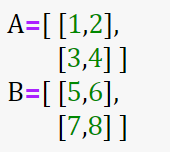 A=[ [1,2],
[3,4] ]
B=[ [5,6],
[7,8] ]